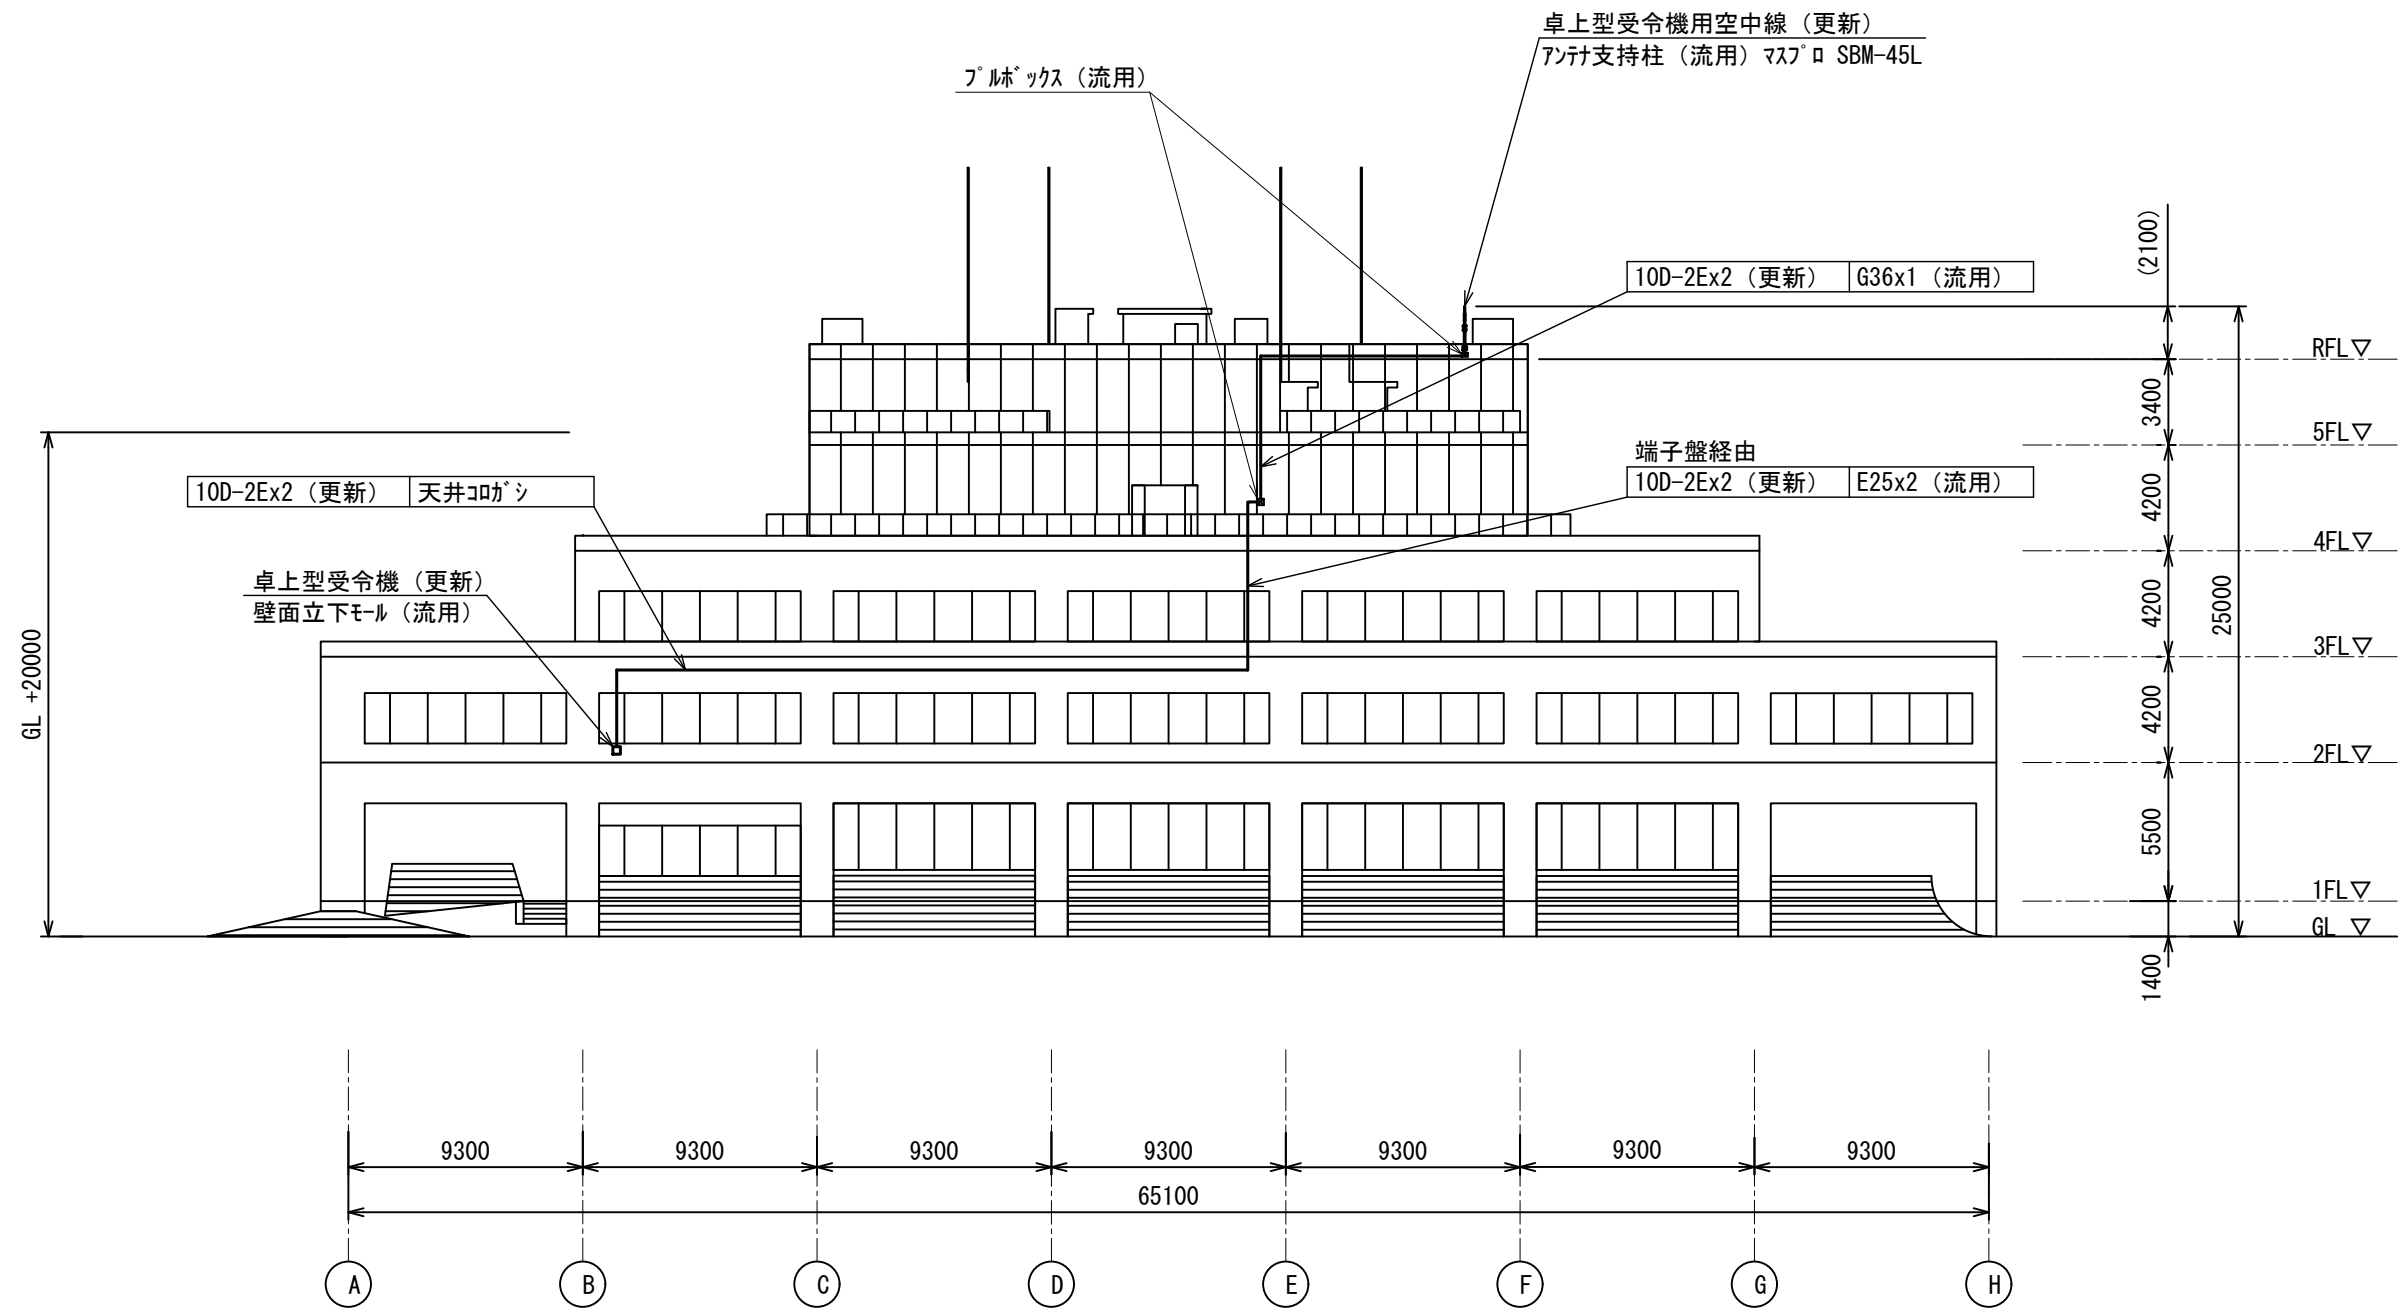 卓上型受令機用空中線（更新）
アンテナ支持柱（流用）マスプロ SBM-45L
プルボックス（流用）
(2100)
10D-2Ex2（更新） G36x1（流用）
RFL▽
3400
5FL▽
端子盤経由
10D-2Ex2（更新） E25x2（流用）
10D-2Ex2（更新） 天井コロガシ
4200
4FL▽
卓上型受令機（更新）
壁面立下モール（流用）
4200
25000
3FL▽
GL +20000
4200
2FL▽
5500
1FL▽
GL ▽
1400
9300 9300 9300 9300 9300 9300 9300
65100
A B C D E F G H